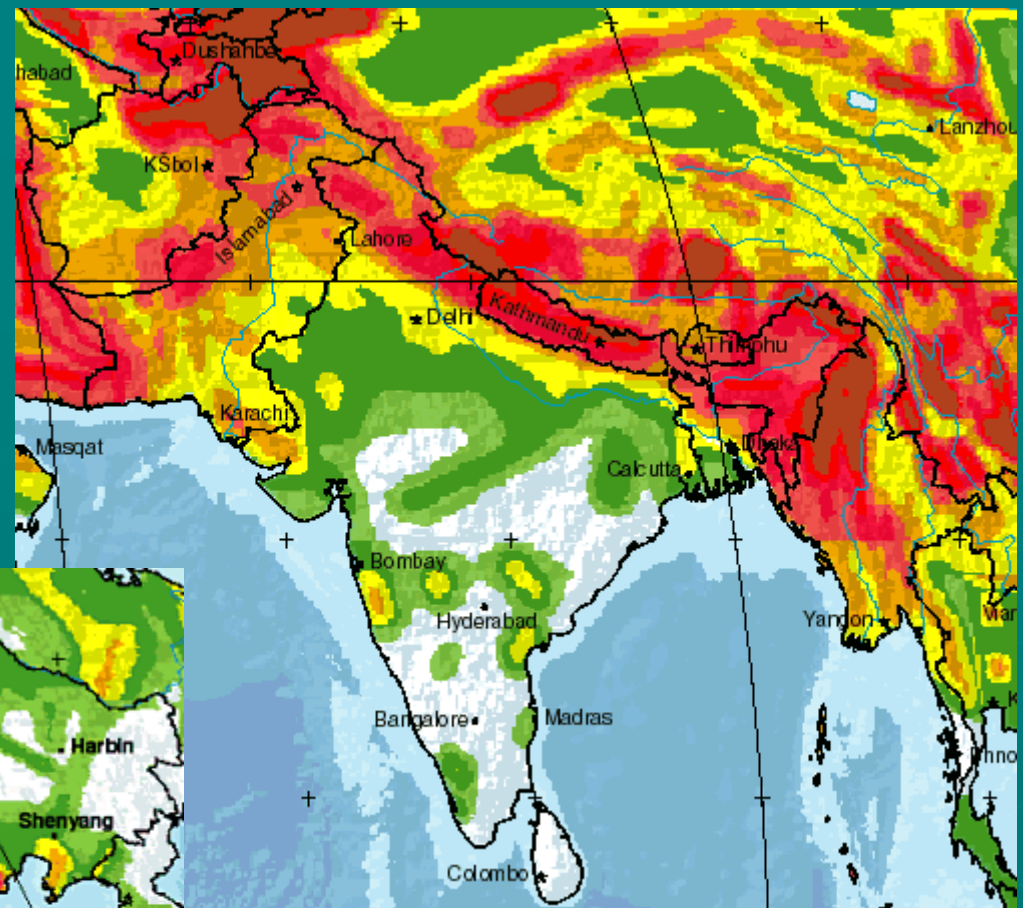 Dushanbe
habad
Lanzhou
KŠbol
Islamabad
Lahore
Kathmandu
Delhi
Thimphu
Karachi
Masqat
Dhaka
Calcutta
Bombay
Hyderabad
Yangon
Bangalore
Madras
Harbin
Shenyang
Colombo